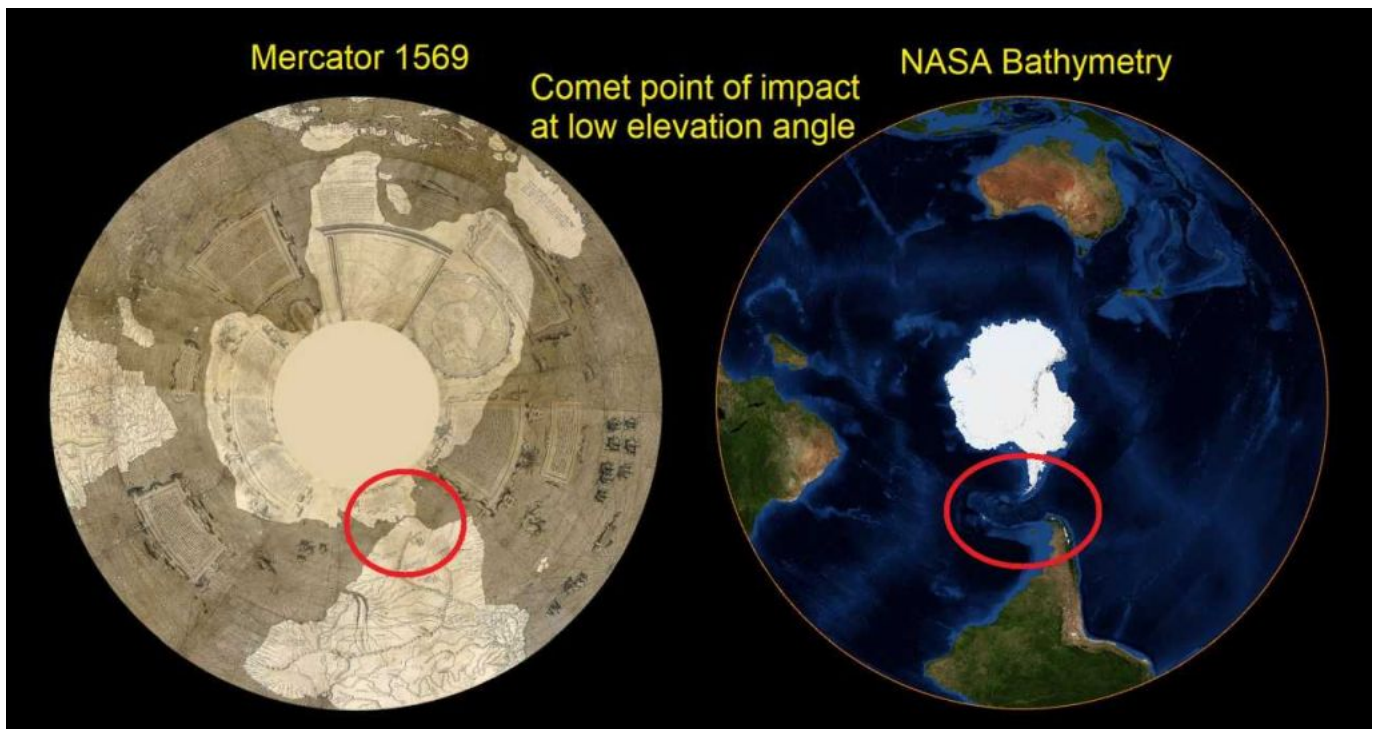 Mercator 1569
Comet point of impact
at low elevation angle
NASA Bathymetry